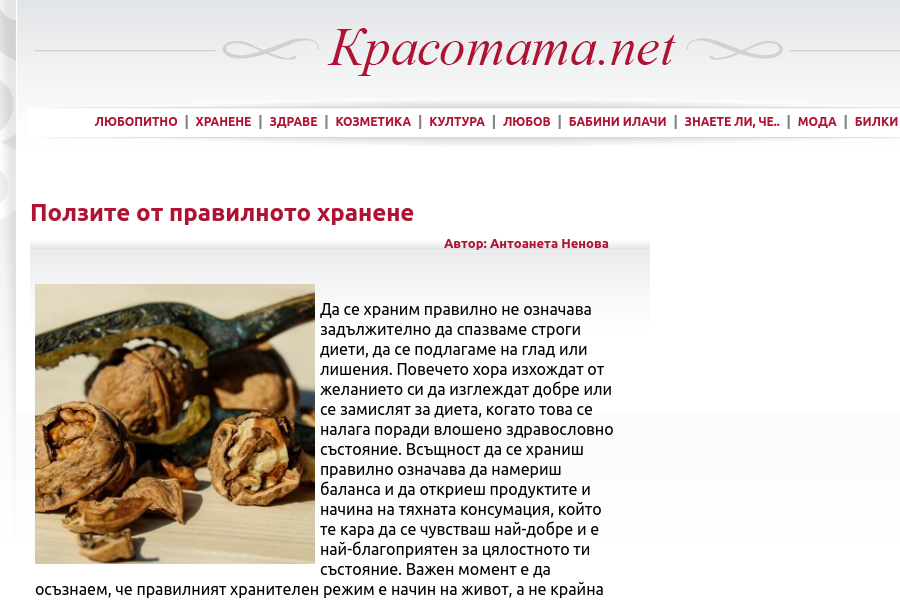 Красотата.net
ЛЮБОПИТНО | ХРАНЕНЕ | ЗДРАВЕ | КОЗМЕТИКА | КУЛТУРА | ЛЮБОВ | БАБИНИ ИЛАЧИ | ЗНАЕТЕ ЛИ, ЧЕ.. | МОДА | БИЛКИ
Ползите от правилното хранене
Автор: Антоанета Ненова
Да се храним правилно не означава
задължително да спазваме строги
диети, да се подлагаме на глад или
лишения. Повечето хора изхождат от
желанието си да изглеждат добре или
се замислят за диета, когато това се
налага поради влошено здравословно
състояние. Всъщност да се храниш
правилно означава да намериш
баланса и да откриеш продуктите и
начина на тяхната консумация, който
те кара да се чувстваш най-добре и е
най-благоприятен за цялостното ти
състояние. Важен момент е да
осъзнаем, че правилният хранителен режим е начин на живот, а не крайна